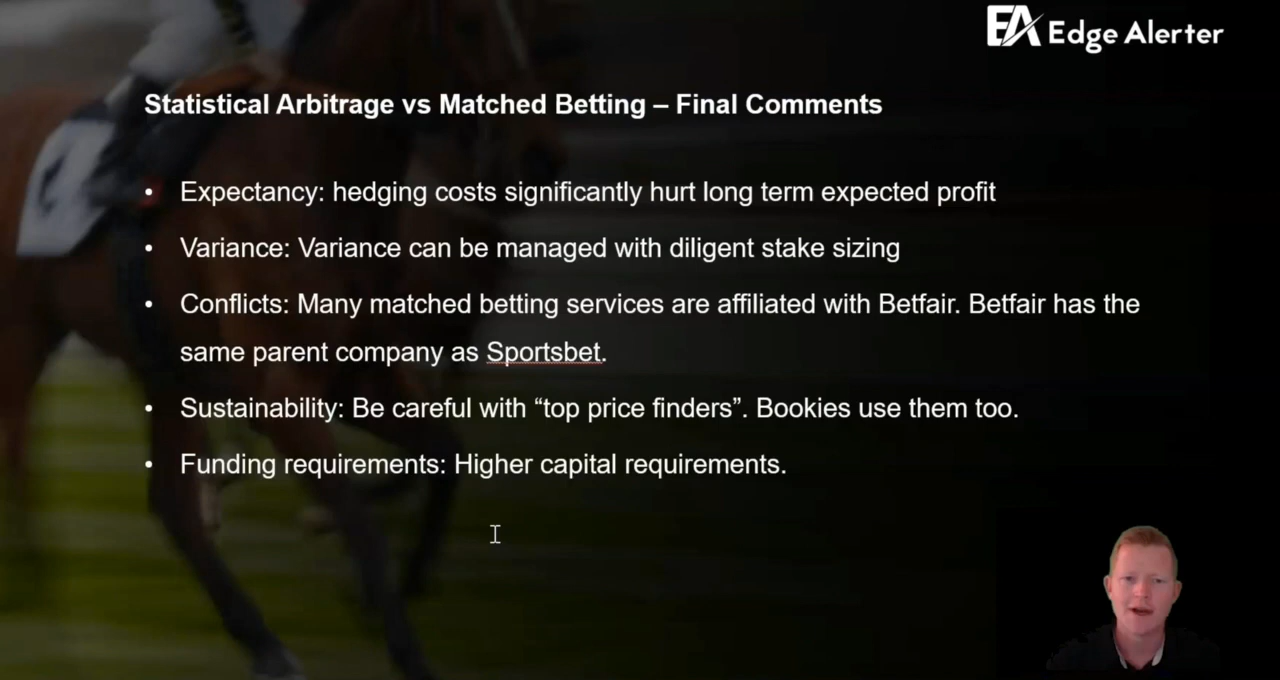 EA Edge Alerter
Statistical Arbitrage vs Matched Betting – Final Comments
• Expectancy: hedging costs significantly hurt long term expected profit
• Variance: Variance can be managed with diligent stake sizing
• Conflicts: Many matched betting services are affiliated with Betfair. Betfair has the
same parent company as Sportsbet.
• Sustainability: Be careful with “top price finders”. Bookies use them too.
• Funding requirements: Higher capital requirements.